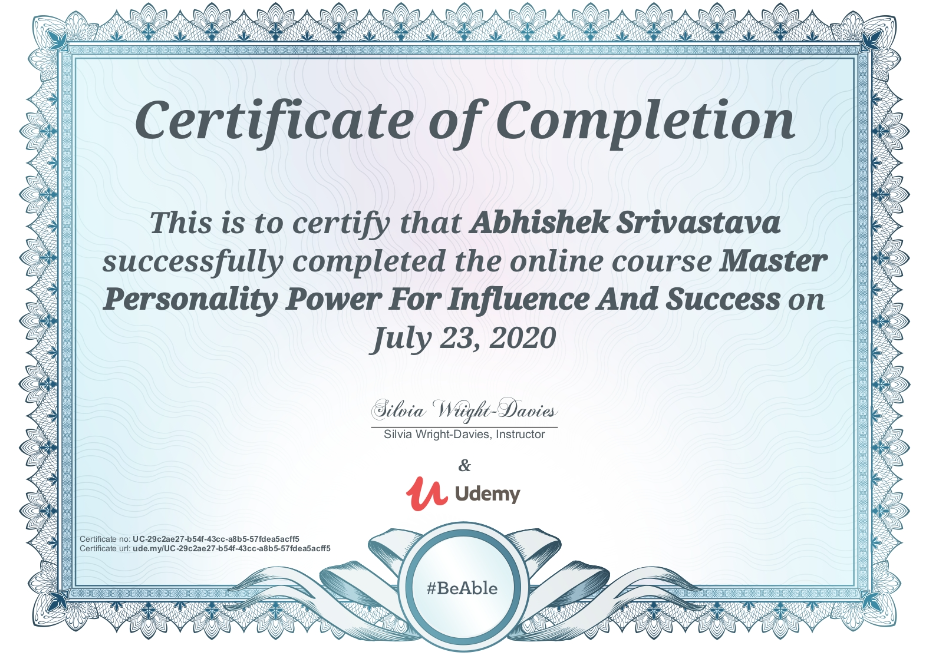 Certificate of Completion
This is to certify that Abhishek Srivastava
successfully completed the online course Master
Personality Power For Influence And Success on
July 23, 2020
Silvia Wright-Davies
Silvia Wright-Davies, Instructor
&
Udemy
Certificate no: UC-29c2ae27-b54f-43cc-a8b5-57fdea5acff5
Certificate url: ude.my/UC-29c2ae27-b54f-43cc-a8b5-57fdea5acff5
#BeAble